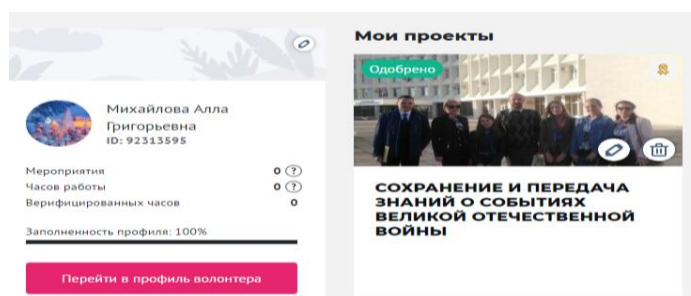 Михайлова Алла
Григорьевна
ID: 92313595
Мероприятия 0 ?
Часов работы 0 ?
Верифицированных часов 0
Заполненность профиля: 100%
Перейти в профиль волонтера
Мои проекты
Одобрено
СОХРАНЕНИЕ И ПЕРЕДАЧА
ЗНАНИЙ О СОБЫТИЯХ
ВЕЛИКОЙ ОТЕЧЕСТВЕННОЙ
ВОЙНЫ